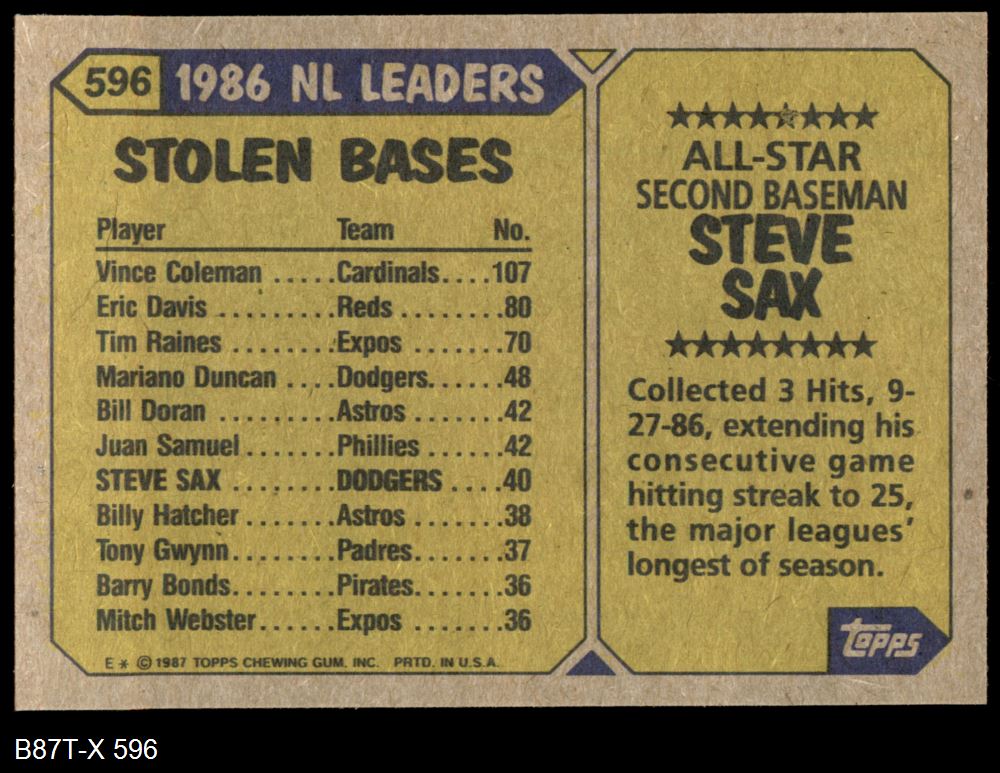 596 1986 NL LEADERS
STOLEN BASES
Player Team No.
Vince Coleman .....Cardinals....107
Eric Davis .........Reds ........80
Tim Raines ........Expos .......70
Mariano Duncan ....Dodgers......48
Bill Doran .........Astros .......42
Juan Samuel.......Phillies ......42
STEVE SAX ........DODGERS ....40
Billy Hatcher.......Astros .......38
Tony Gwynn........Padres.......37
Barry Bonds........Pirates.......36
Mitch Webster......Expos .......36
E * © 1987 TOPPS CHEWING GUM, INC. PRTD. IN U.S.A.
★★★★★★★★
ALL-STAR
SECOND BASEMAN
STEVE
SAX
★★★★★★★★
Collected 3 Hits, 9-
27-86, extending his
consecutive game
hitting streak to 25,
the major leagues'
longest of season.
topps
B87T-X 596